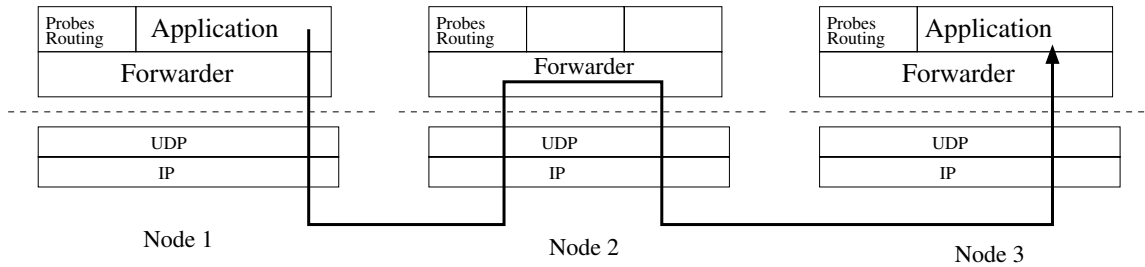 Probes
Routing
Application
Forwarder
UDP
IP
Node 1
Probes
Routing
Forwarder
UDP
IP
Node 2
Probes
Routing
Application
Forwarder
UDP
IP
Node 3